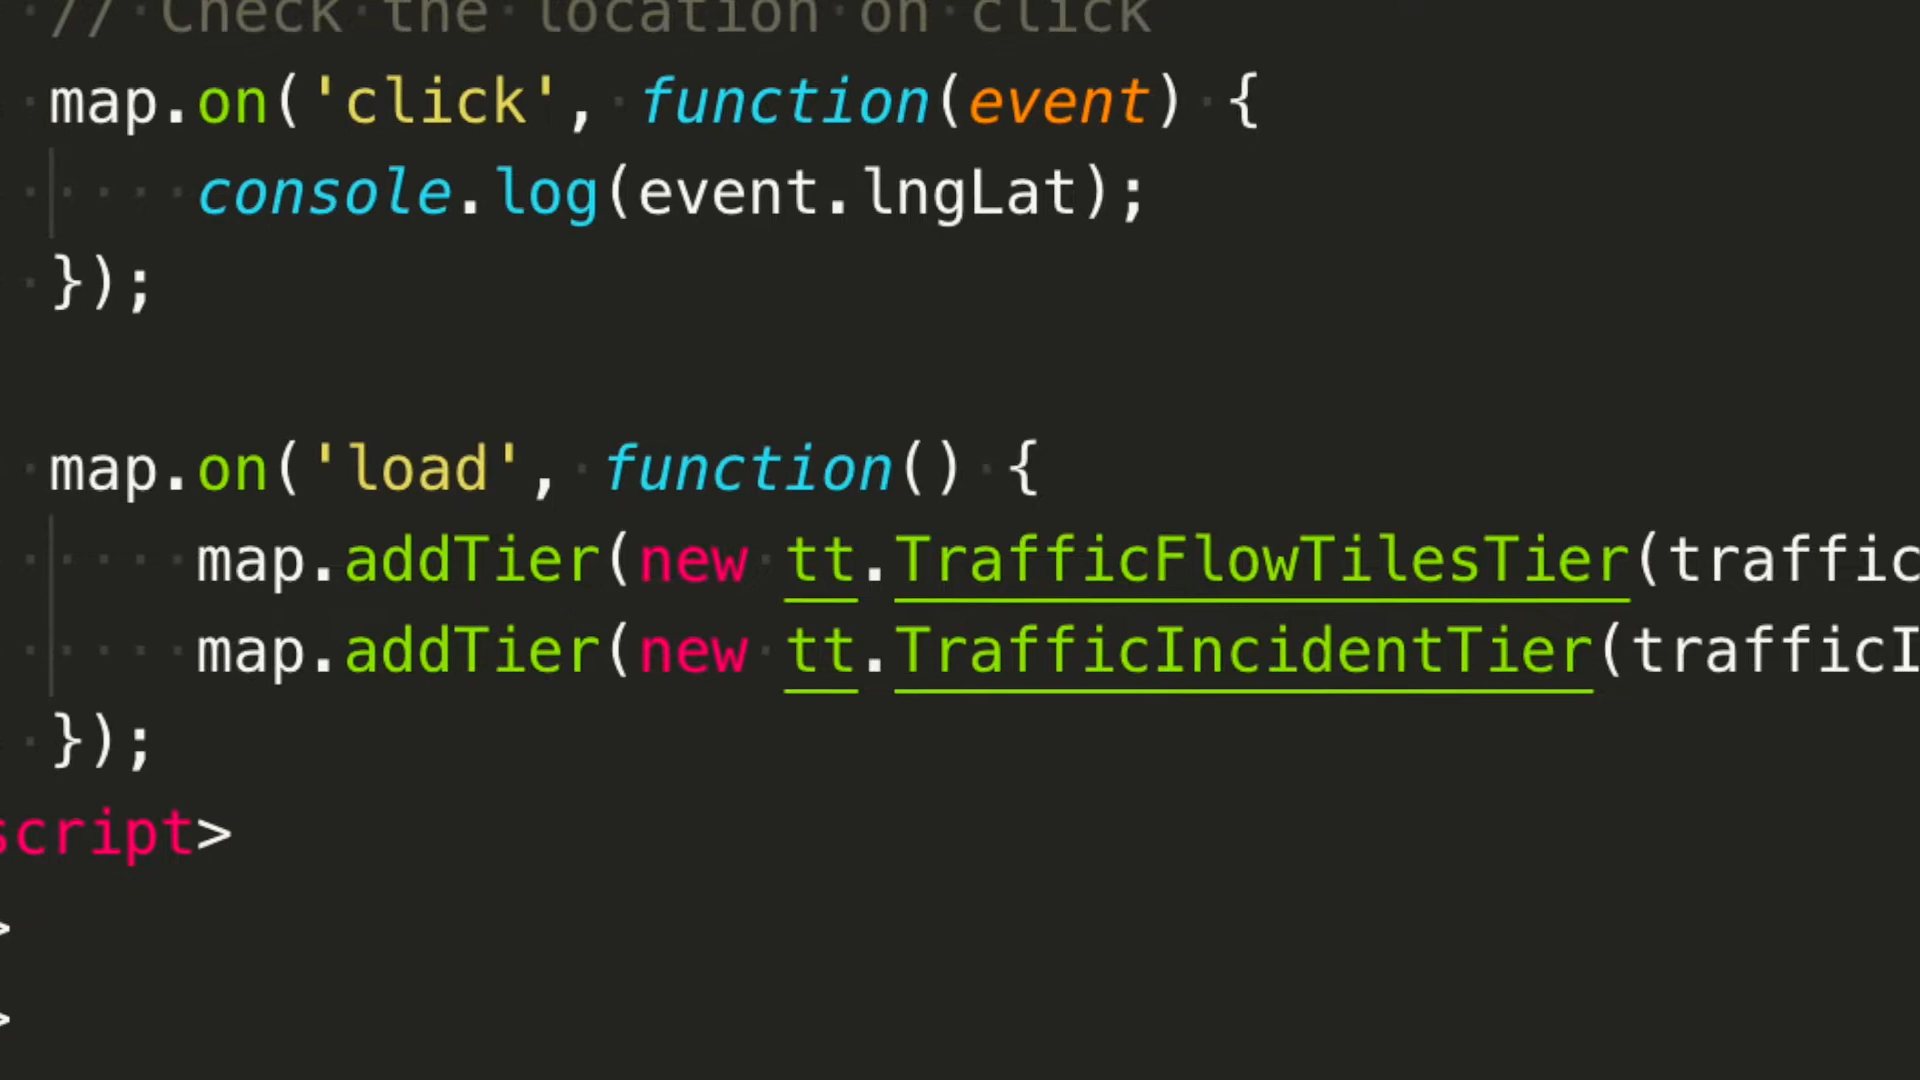 // Check the location on click
map.on('click', function(event) {
console.log(event.lngLat);
});
map.on('load', function() {
map.addTier(new tt.TrafficFlowTilesTier(traffic
map.addTier(new tt.TrafficIncidentTier(trafficI
});
script>
>
>